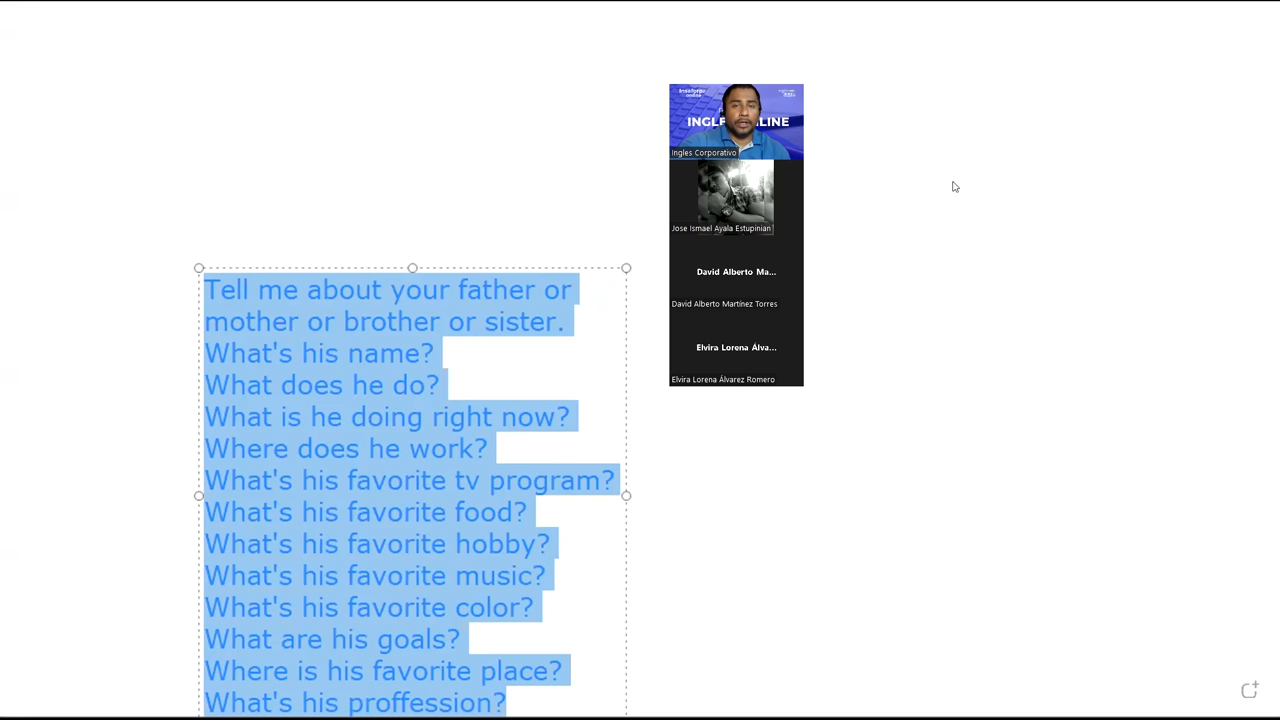 INGLE
LINE
Ingles Corporativo
Jose Ismael Ayala Estupinian
David Alberto Ma...
David Alberto Martínez Torres
Elvira Lorena Álva...
Elvira Lorena Álvarez Romero
Tell me about your father or
mother or brother or sister.
What's his name?
What does he do?
What is he doing right now?
Where does he work?
What's his favorite tv program?
What's his favorite food?
What's his favorite hobby?
What's his favorite music?
What's his favorite color?
What are his goals?
Where is his favorite place?
What's his proffession?